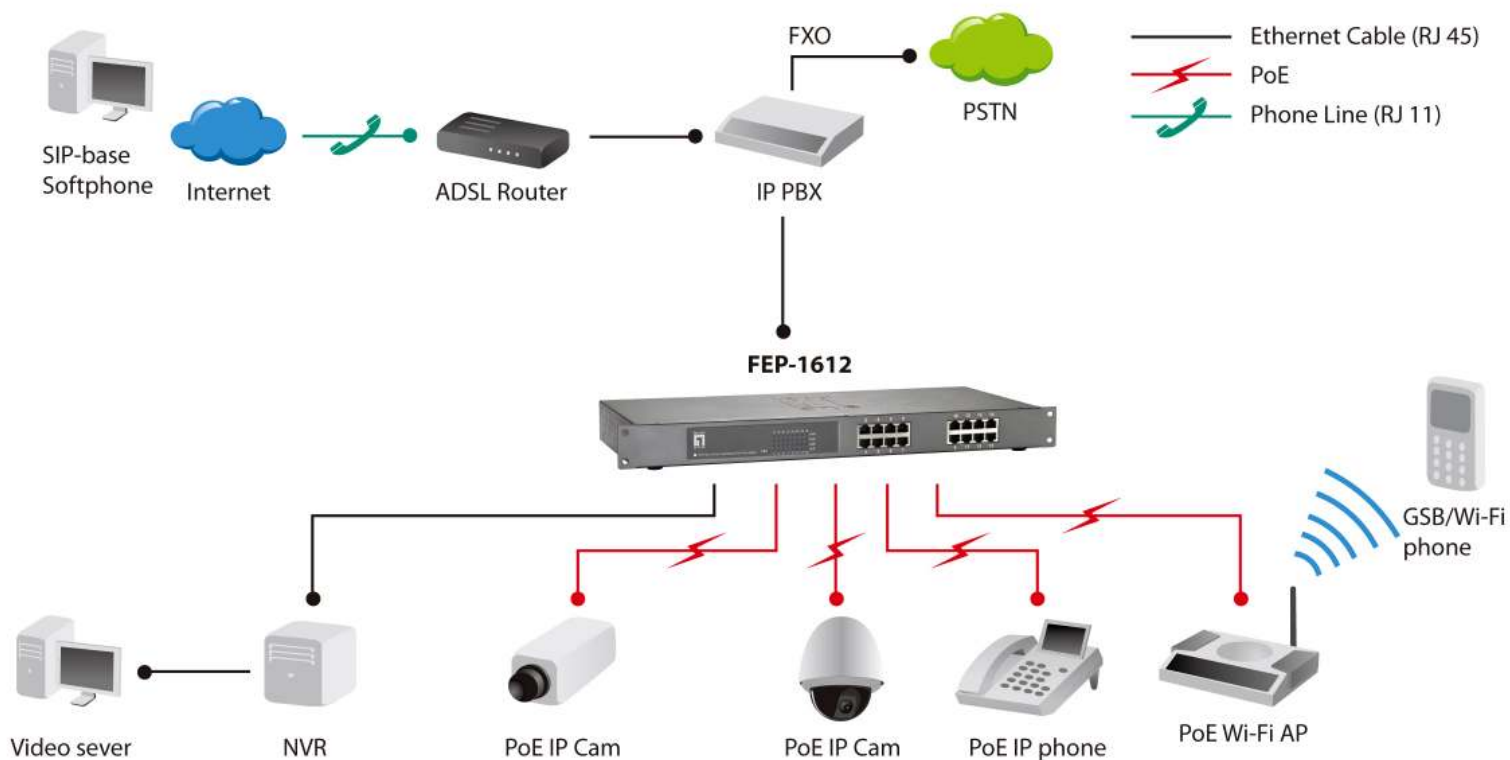 FXO
Ethernet Cable (RJ 45)
PoE
PSTN
Phone Line (RJ 11)
SIP-base
Softphone
Internet
ADSL Router
IP PBX
FEP-1612
GSB/Wi-Fi
phone
Video sever
NVR
PoE IP Cam
PoE IP Cam
PoE IP phone
PoE Wi-Fi AP